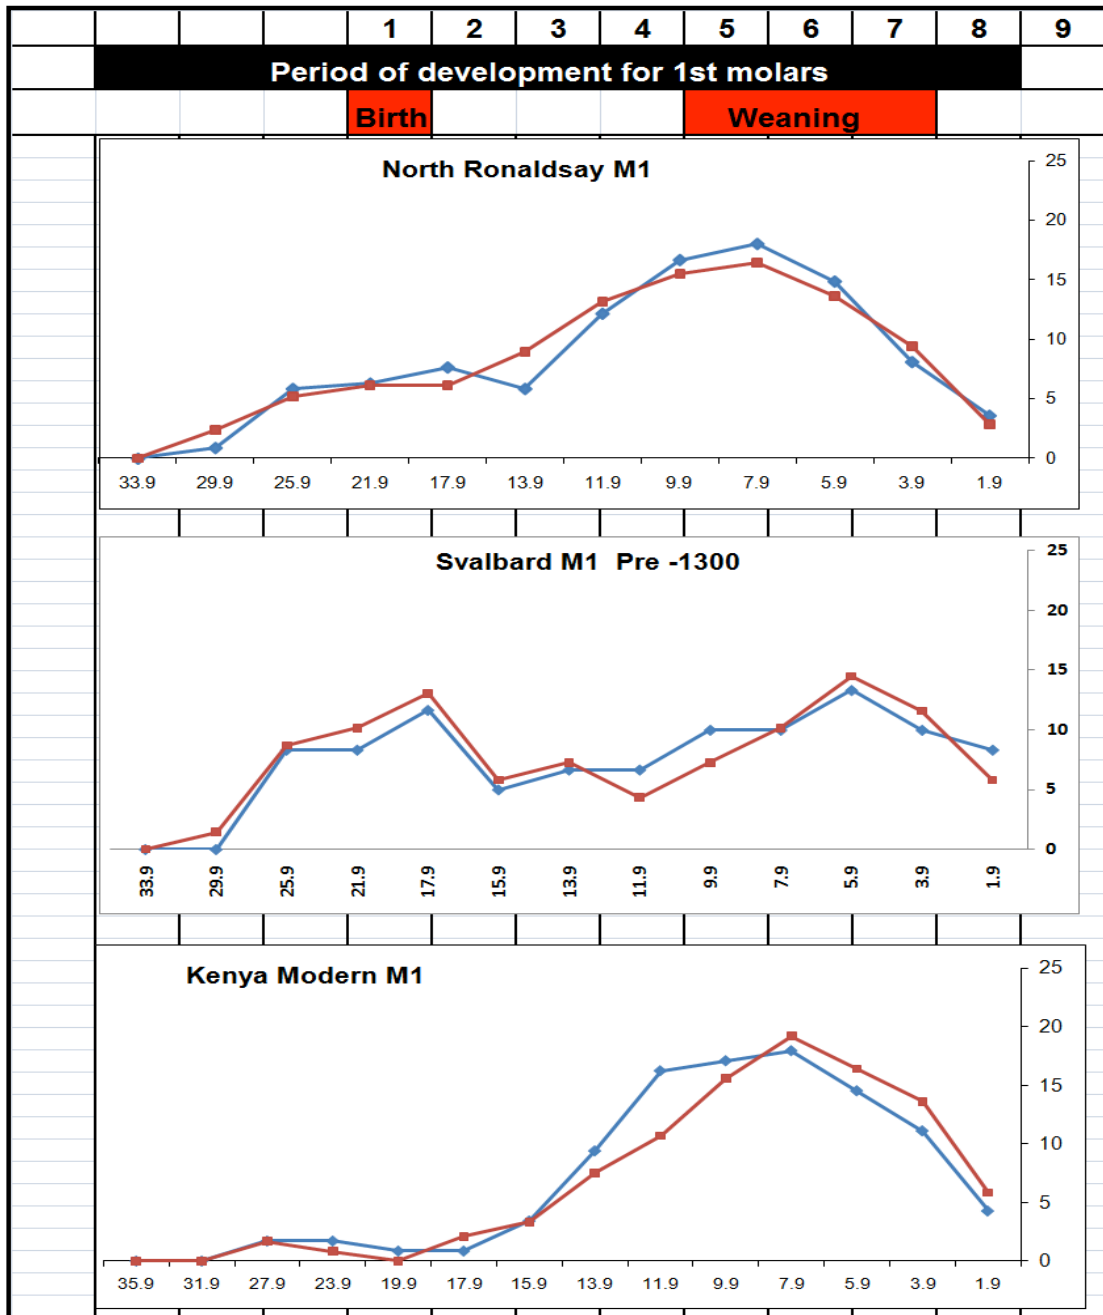 1 2 3 4 5 6 7 8 9
Period of development for 1st molars
Birth Weaning
North Ronaldsay M1
25
20
15
10
5
0
33.9 29.9 25.9 21.9 17.9 13.9 11.9 9.9 7.9 5.9 3.9 1.9
Svalbard M1 Pre -1300
25
20
15
10
5
0
33.9 29.9 25.9 21.9 17.9 15.9 13.9 11.9 9.9 7.9 5.9 3.9 1.9
Kenya Modern M1
25
20
15
10
5
0
35.9 31.9 27.9 23.9 19.9 17.9 15.9 13.9 11.9 9.9 7.9 5.9 3.9 1.9